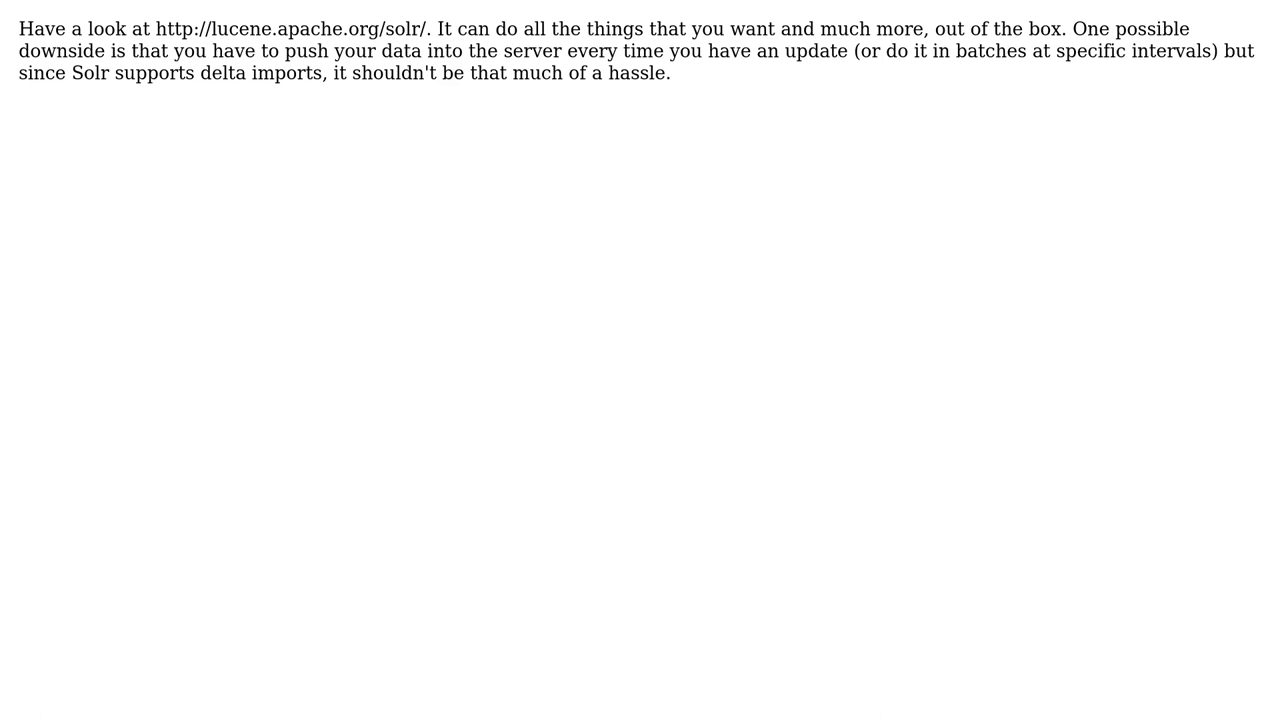 Have a look at http://lucene.apache.org/solr/. It can do all the things that you want and much more, out of the box. One possible
downside is that you have to push your data into the server every time you have an update (or do it in batches at specific intervals) but
since Solr supports delta imports, it shouldn't be that much of a hassle.